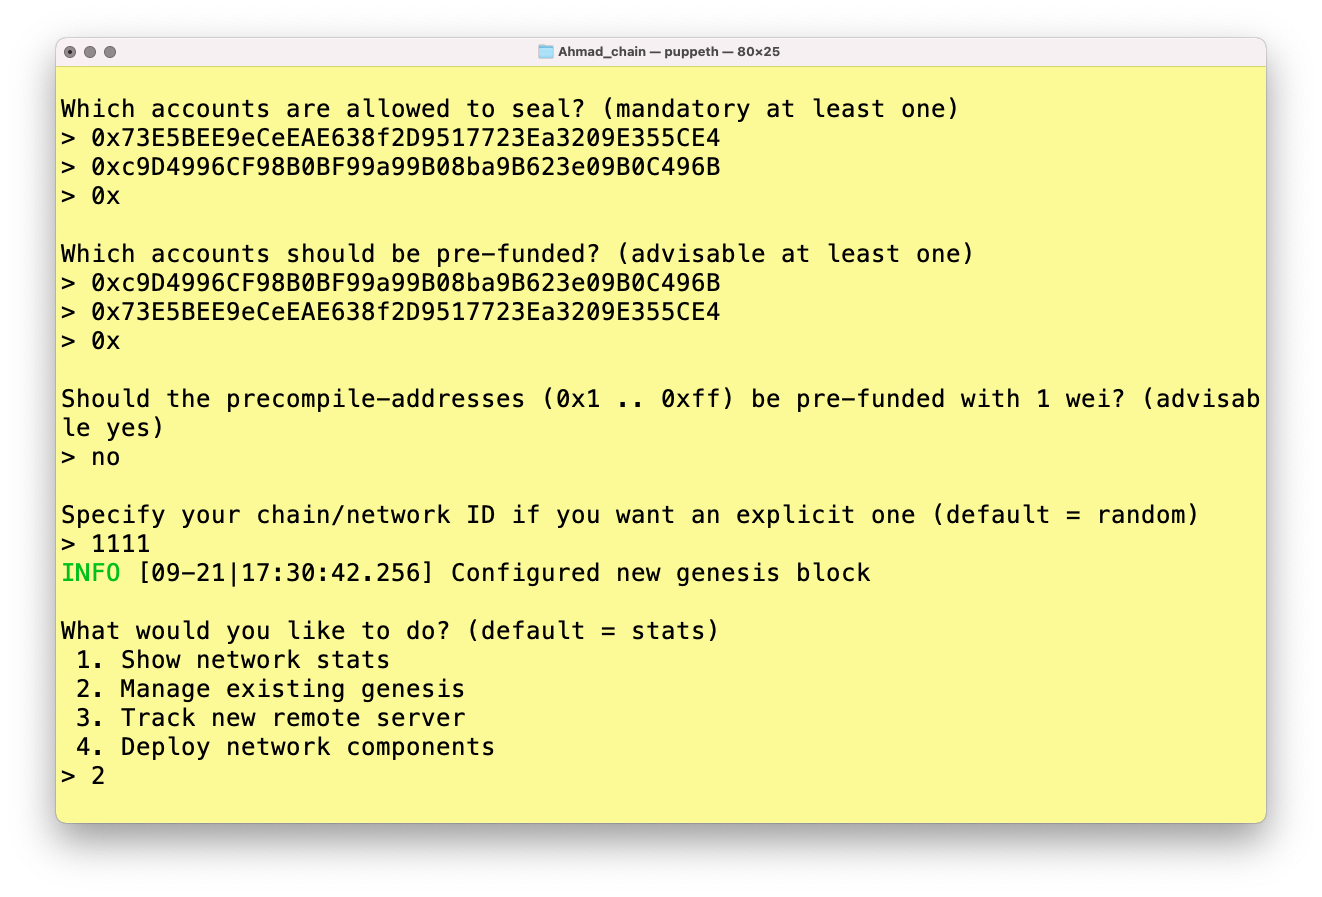 Ahmad_chain — puppeth — 80×25
Which accounts are allowed to seal? (mandatory at least one)
> 0x73E5BEE9eCeEAE638f2D9517723Ea3209E355CE4
> 0xc9D4996CF98B0BF99a99B08ba9B623e09B0C496B
> 0x
Which accounts should be pre-funded? (advisable at least one)
> 0xc9D4996CF98B0BF99a99B08ba9B623e09B0C496B
> 0x73E5BEE9eCeEAE638f2D9517723Ea3209E355CE4
> 0x
Should the precompile-addresses (0x1 .. 0xff) be pre-funded with 1 wei? (advisab
le yes)
> no
Specify your chain/network ID if you want an explicit one (default = random)
> 1111
INFO [09-21|17:30:42.256] Configured new genesis block
What would you like to do? (default = stats)
1. Show network stats
2. Manage existing genesis
3. Track new remote server
4. Deploy network components
> 2